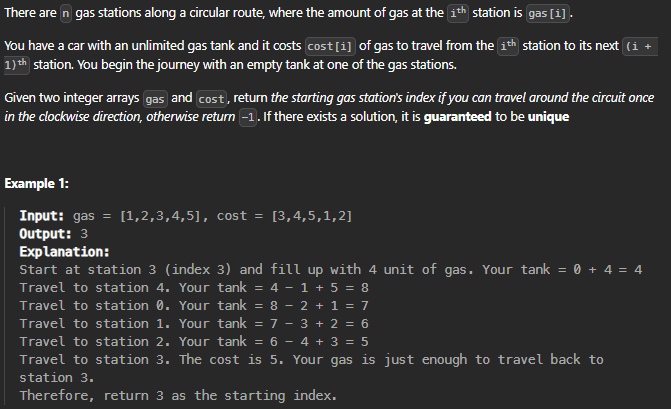 There are n gas stations along a circular route, where the amount of gas at the ith station is gas[i].
You have a car with an unlimited gas tank and it costs cost[i] of gas to travel from the ith station to its next (i +
1)th station. You begin the journey with an empty tank at one of the gas stations.
Given two integer arrays gas and cost, return the starting gas station's index if you can travel around the circuit once
in the clockwise direction, otherwise return -1. If there exists a solution, it is guaranteed to be unique
Example 1:
Input: gas = [1,2,3,4,5], cost = [3,4,5,1,2]
Output: 3
Explanation:
Start at station 3 (index 3) and fill up with 4 unit of gas. Your tank = 0 + 4 = 4
Travel to station 4. Your tank = 4 - 1 + 5 = 8
Travel to station 0. Your tank = 8 - 2 + 1 = 7
Travel to station 1. Your tank = 7 - 3 + 2 = 6
Travel to station 2. Your tank = 6 - 4 + 3 = 5
Travel to station 3. The cost is 5. Your gas is just enough to travel back to
station 3.
Therefore, return 3 as the starting index.